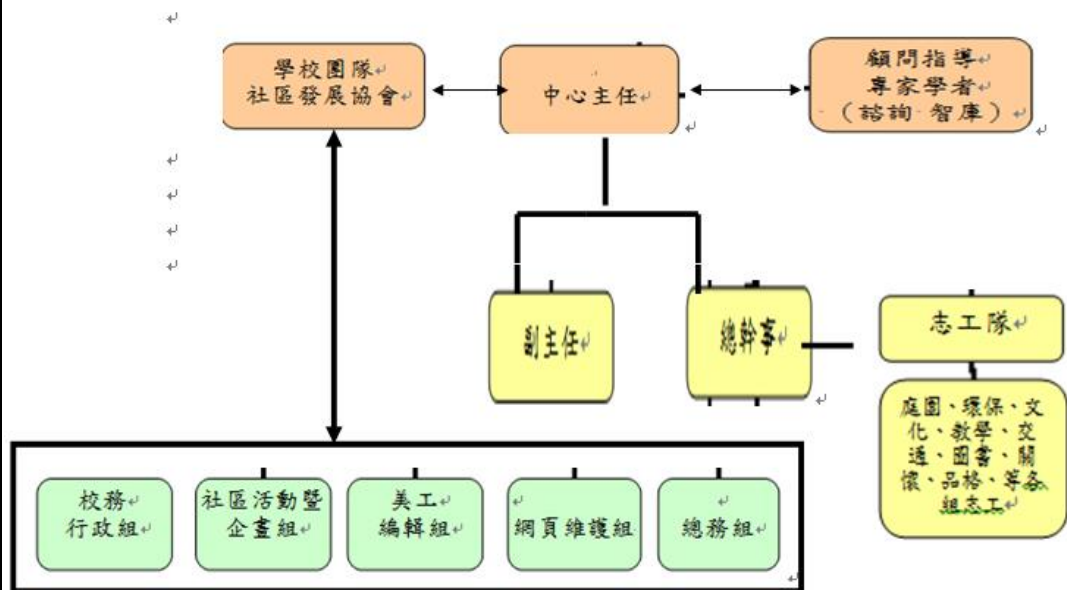 學校團隊
社區發展協會
中心主任
顧問指導
專家學者
（諮詢 智庫）
副主任
總幹事
志工隊
庭園、環保、文
化、教學、交
通、圖書、關
懷、品格、等各
組志工
校務
行政組
社區活動暨
企畫組
美工
編輯組
網頁維護組
總務組